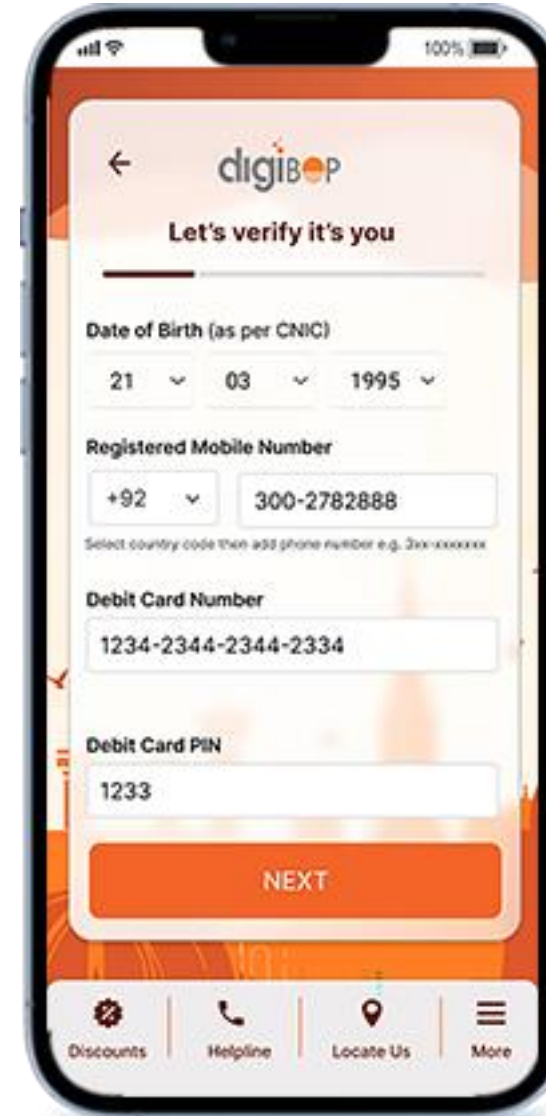 100%
digiBOP
Let's verify it's you
Date of Birth (as per CNIC)
21 03 1995
Registered Mobile Number
+92 300-2782888
Select country code then add phone number e.g. 3xx-xxxxxxx
Debit Card Number
1234-2344-2344-2334
Debit Card PIN
1233
NEXT
Discounts Helpline Locate Us More